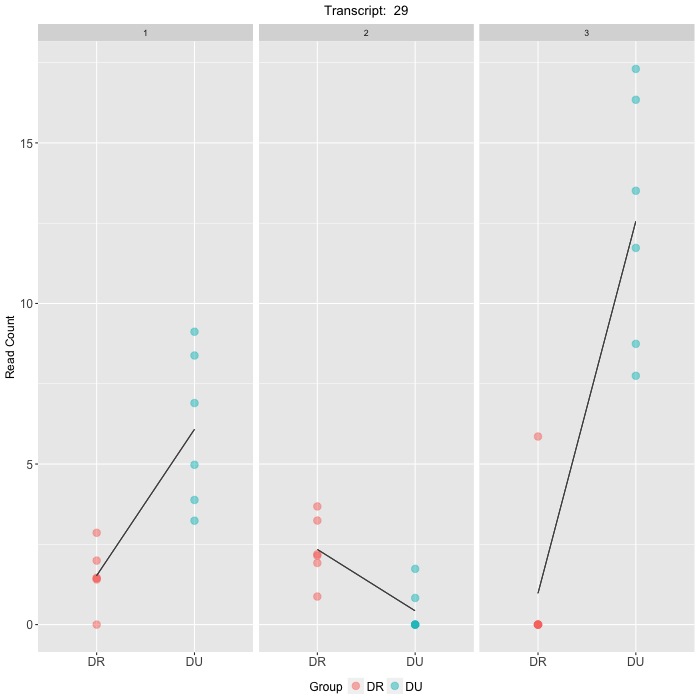 Transcript: 29
1 2 3
Read Count
15
10
5
0
DR DU DR DU DR DU
Group DR DU